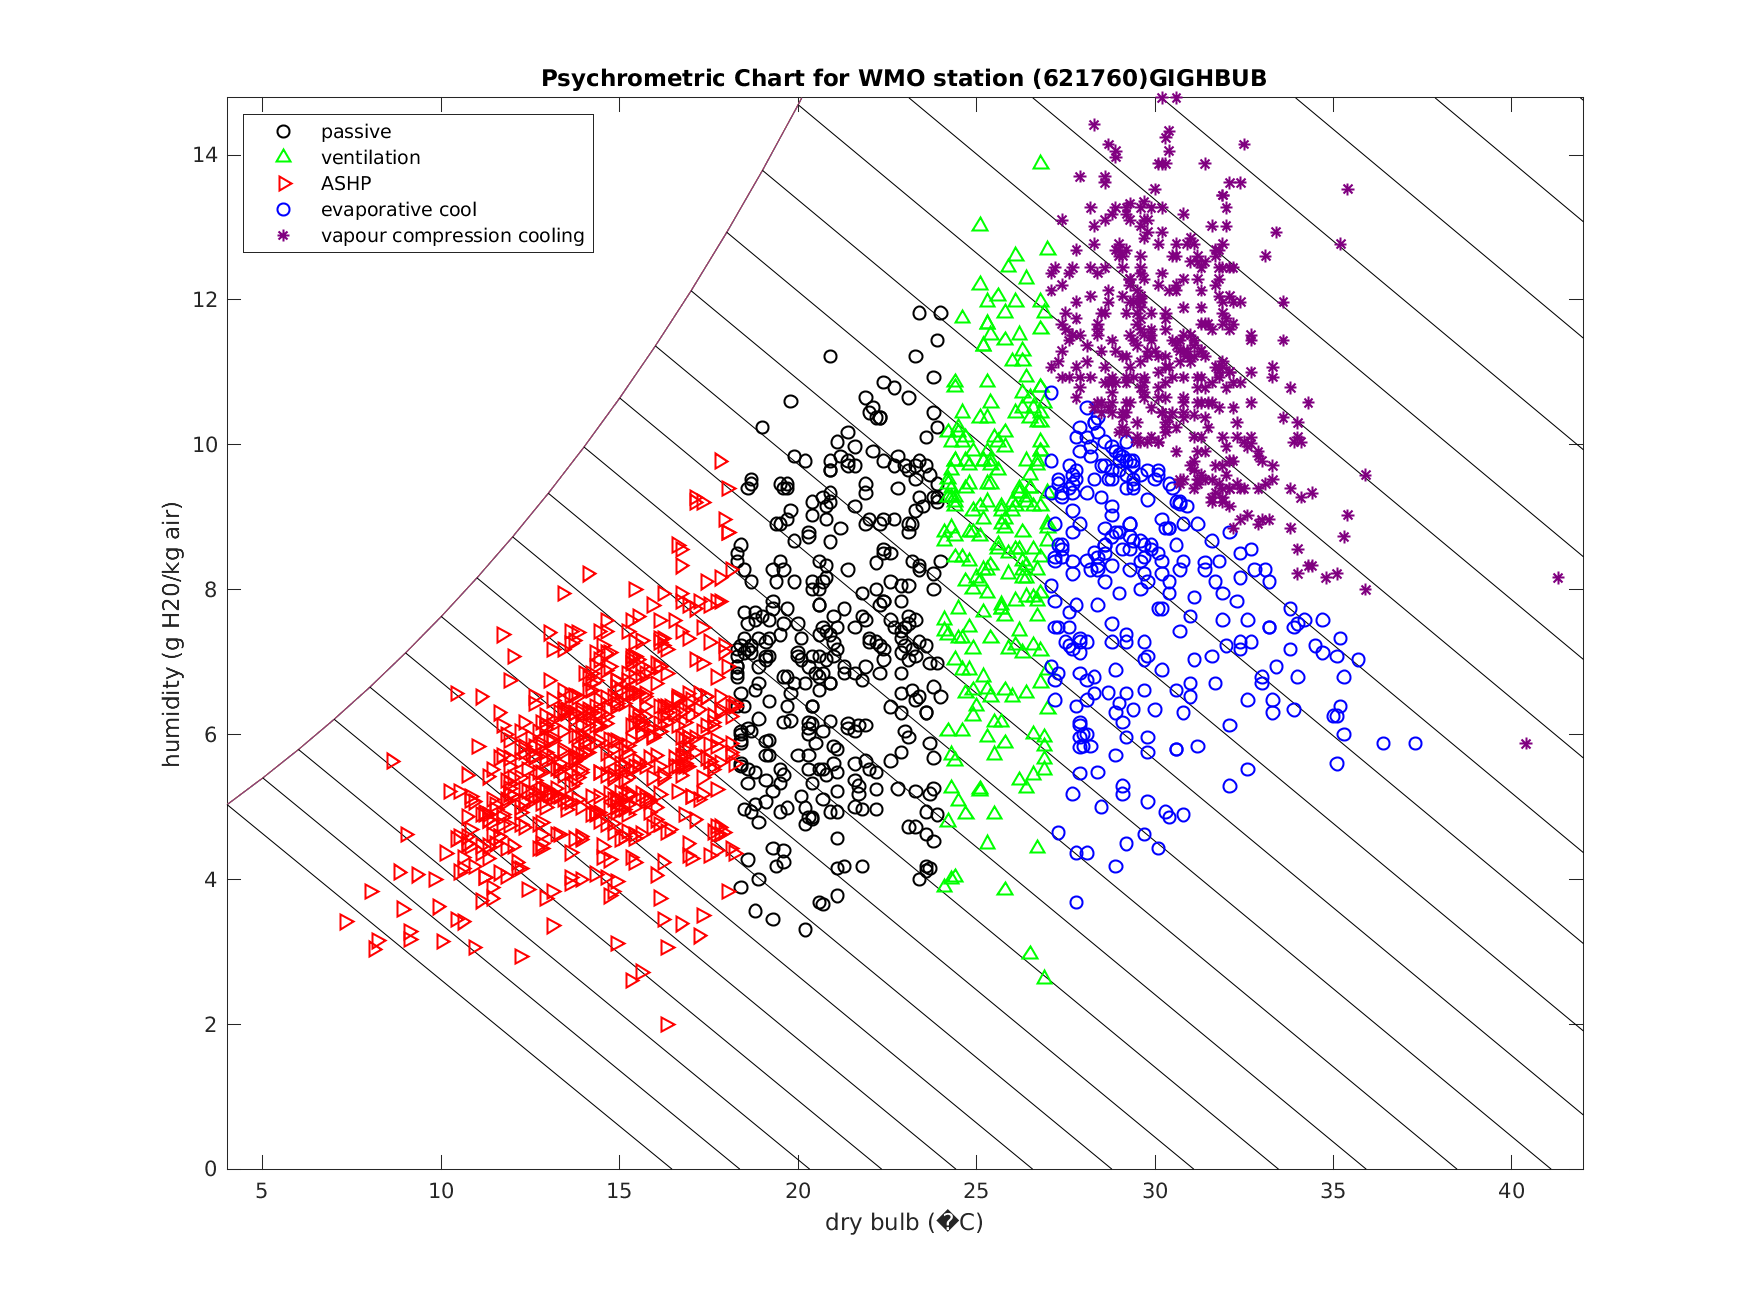 Psychrometric Chart for WMO station (621760)GIGHBUB
passive
ventilation
ASHP
evaporative cool
vapour compression cooling
humidity (g H20/kg air)
14
12
10
8
6
4
2
0
5 10 15 20 25 30 35 40
dry bulb (�C)